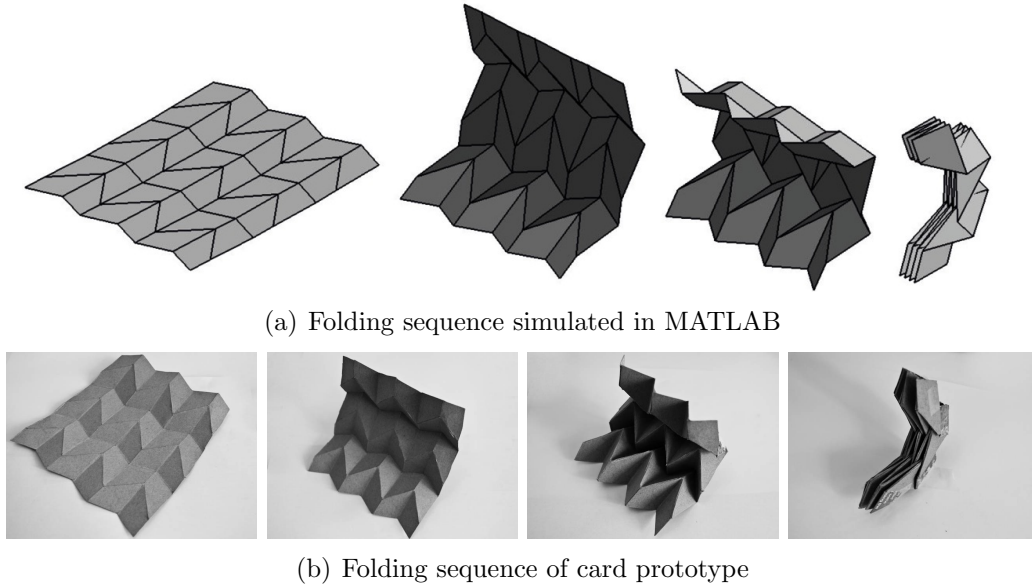 (a) Folding sequence simulated in MATLAB
(b) Folding sequence of card prototype